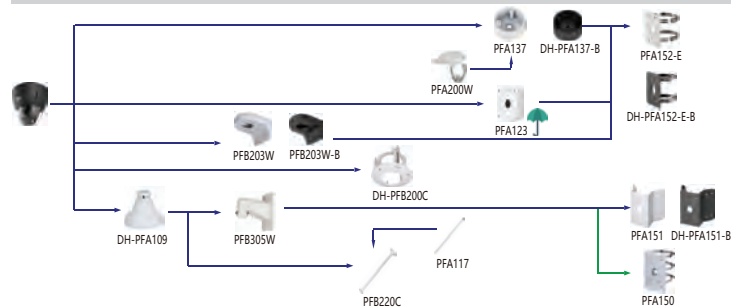 PFA137 DH-PFA137-B
PFA152-E
PFA200W
DH-PFA152-E-B
PFA123
PFB203W PFB203W-B
DH-PFB200C
DH-PFA109
PFB305W
PFA151 DH-PFA151-B
PFA117
PFB220C
PFA150